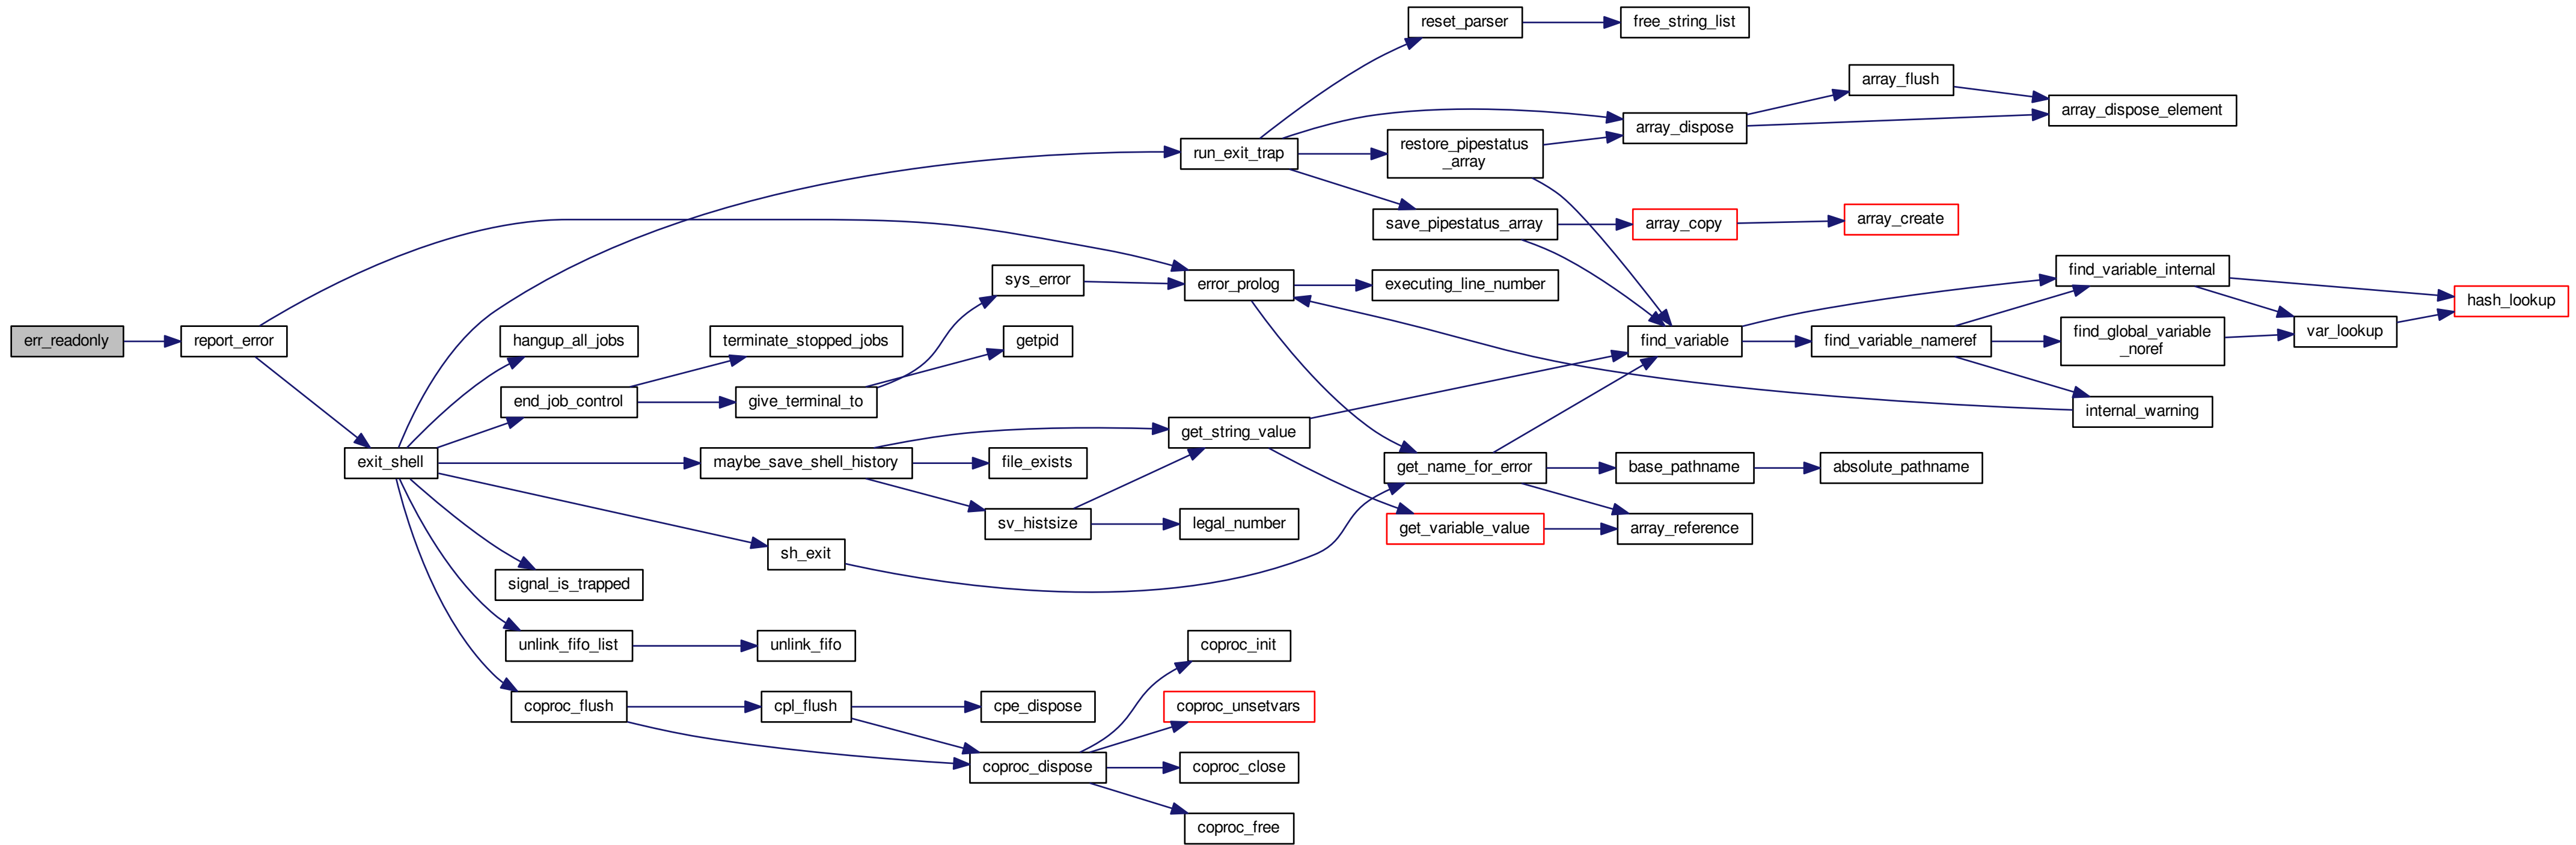 reset_parser
free_string_list
array_flush
array_dispose_element
array_dispose
run_exit_trap
restore_pipestatus
_array
save_pipestatus_array
array_copy
array_create
sys_error
error_prolog
executing_line_number
find_variable_internal
hash_lookup
err_readonly
report_error
hangup_all_jobs
terminate_stopped_jobs
getpid
find_variable
find_variable_nameref
find_global_variable
_noref
var_lookup
end_job_control
give_terminal_to
internal_warning
get_string_value
exit_shell
maybe_save_shell_history
file_exists
get_name_for_error
base_pathname
absolute_pathname
sv_histsize
legal_number
get_variable_value
array_reference
sh_exit
signal_is_trapped
unlink_fifo_list
unlink_fifo
coproc_init
coproc_flush
cpl_flush
cpe_dispose
coproc_unsetvars
coproc_dispose
coproc_close
coproc_free